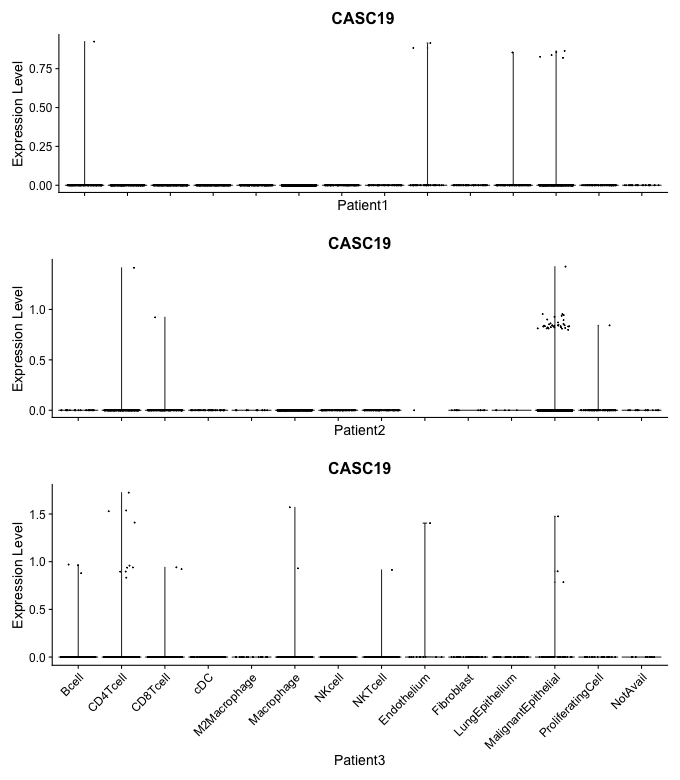 CASC19
Expression Level
0.75
0.50
0.25
0.00
Patient1
CASC19
Expression Level
1.0
0.5
0.0
Patient2
CASC19
Expression Level
1.5
1.0
0.5
0.0
Bcell
CD4Tcell
CD8Tcell
cDC
M2Macrophage
Macrophage
NKcell
NKTcell
Endothelium
Fibroblast
LungEpithelium
MalignantEpithelial
ProliferatingCell
NotAvail
Patient3